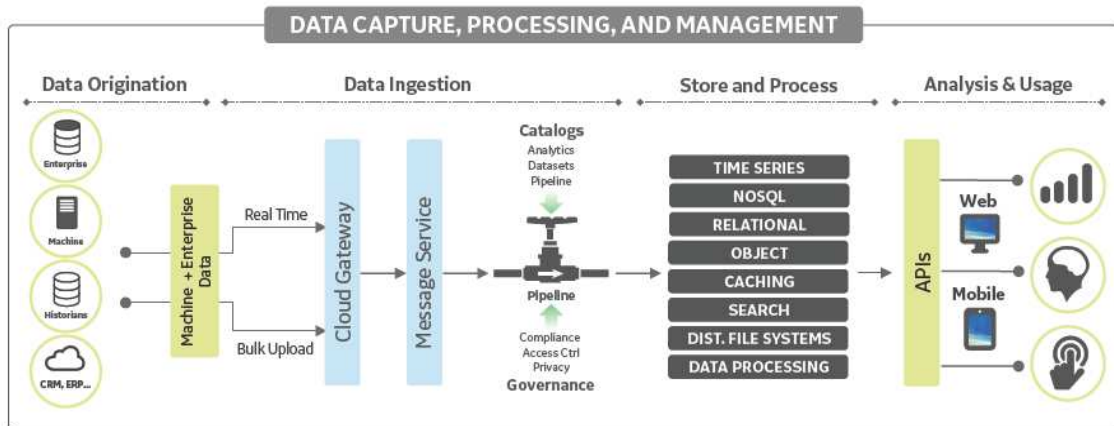 DATA CAPTURE, PROCESSING, AND MANAGEMENT
Data Origination
Data Ingestion
Store and Process
Analysis & Usage
Enterprise
Machine
Historians
CRM, ERP...
Machine + Enterprise
Data
Real Time
Bulk Upload
Cloud Gateway
Message Service
Catalogs
Analytics
Datasets
Pipeline
Pipeline
Compliance
Access Ctrl
Privacy
Governance
TIME SERIES
NOSQL
RELATIONAL
OBJECT
CACHING
SEARCH
DIST. FILE SYSTEMS
DATA PROCESSING
APIs
Web
Mobile